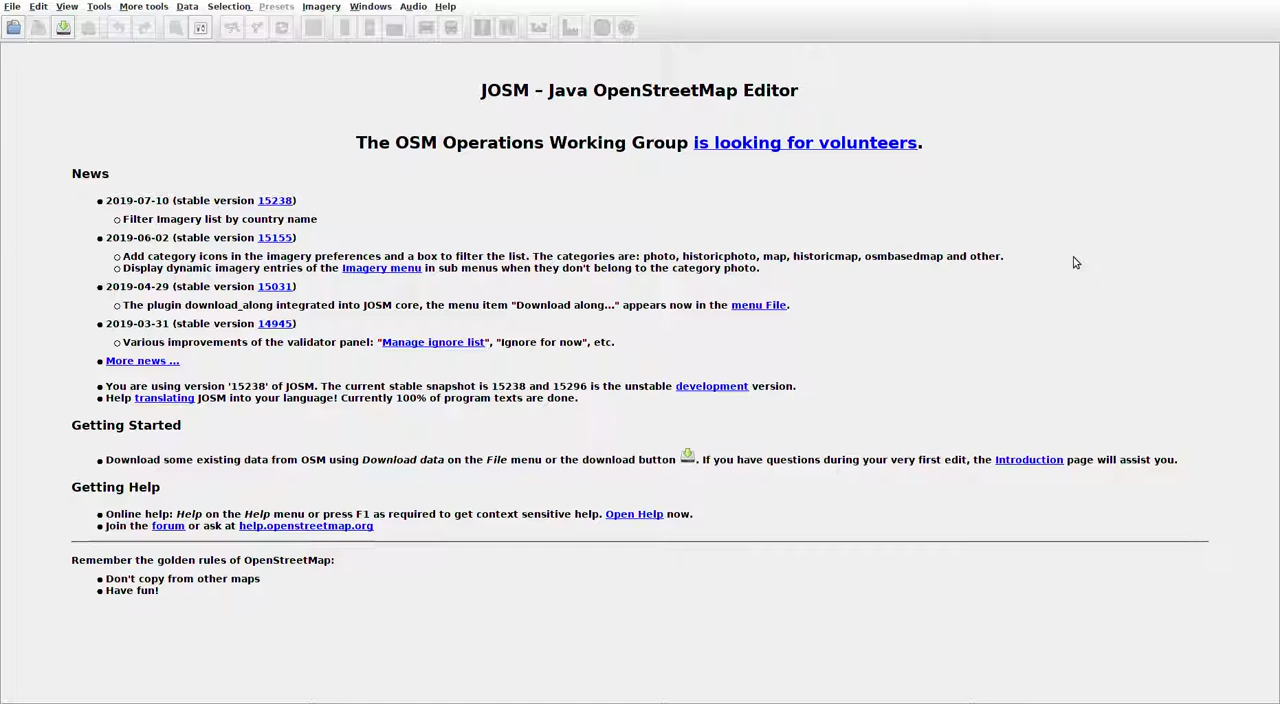 File Edit View Tools More tools Data Selection Presets Imagery Windows Audio Help
JOSM – Java OpenStreetMap Editor
The OSM Operations Working Group is looking for volunteers.
News
2019-07-10 (stable version 15238)
Filter Imagery list by country name
2019-06-02 (stable version 15155)
Add category icons in the imagery preferences and a box to filter the list. The categories are: photo, historicphoto, map, historicmap, osmbasedmap and other.
Display dynamic imagery entries of the Imagery menu in sub menus when they don't belong to the category photo.
2019-04-29 (stable version 15031)
The plugin download_along integrated into JOSM core, the menu item "Download along..." appears now in the menu File.
2019-03-31 (stable version 14945)
Various improvements of the validator panel: "Manage ignore list", "Ignore for now", etc.
More news ...
You are using version '15238' of JOSM. The current stable snapshot is 15238 and 15296 is the unstable development version.
Help translating JOSM into your language! Currently 100% of program texts are done.
Getting Started
Download some existing data from OSM using Download data on the File menu or the download button . If you have questions during your very first edit, the Introduction page will assist you.
Getting Help
Online help: Help on the Help menu or press F1 as required to get context sensitive help. Open Help now.
Join the forum or ask at help.openstreetmap.org
Remember the golden rules of OpenStreetMap:
Don't copy from other maps
Have fun!